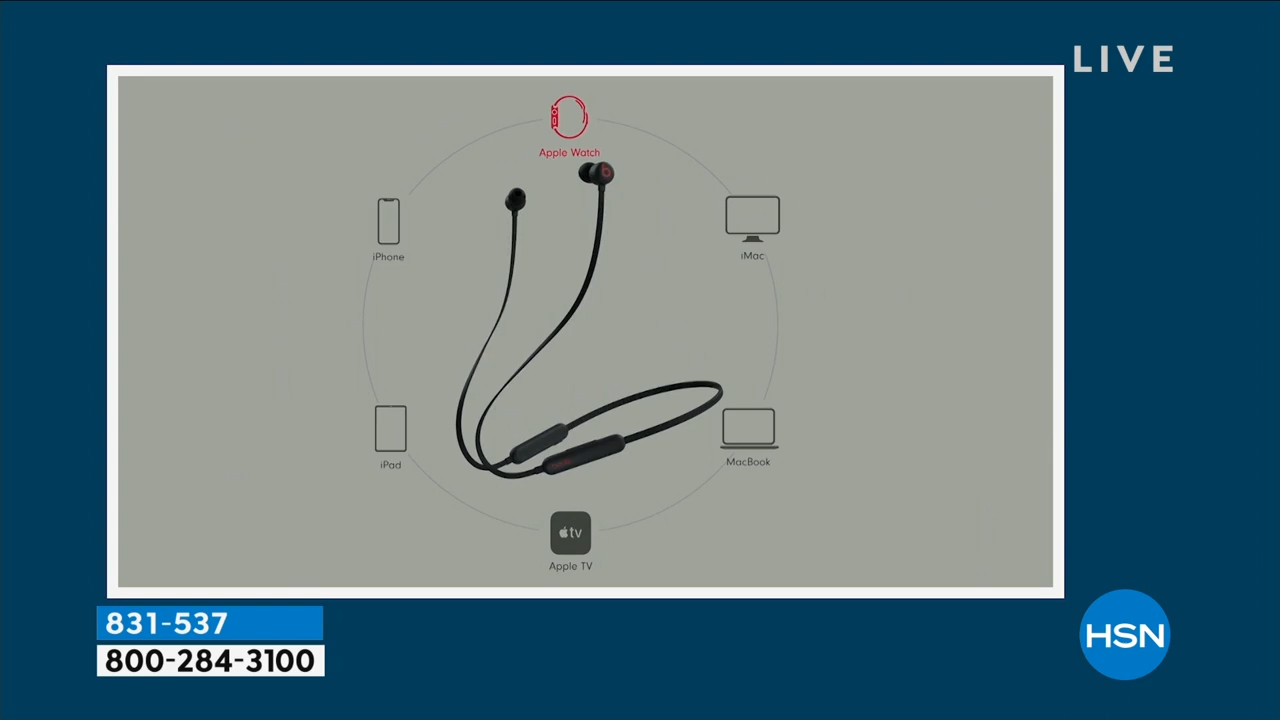 LIVE
Apple Watch
iPhone
iMac
iPad
MacBook
tv
Apple TV
831-537
800-284-3100
HSN